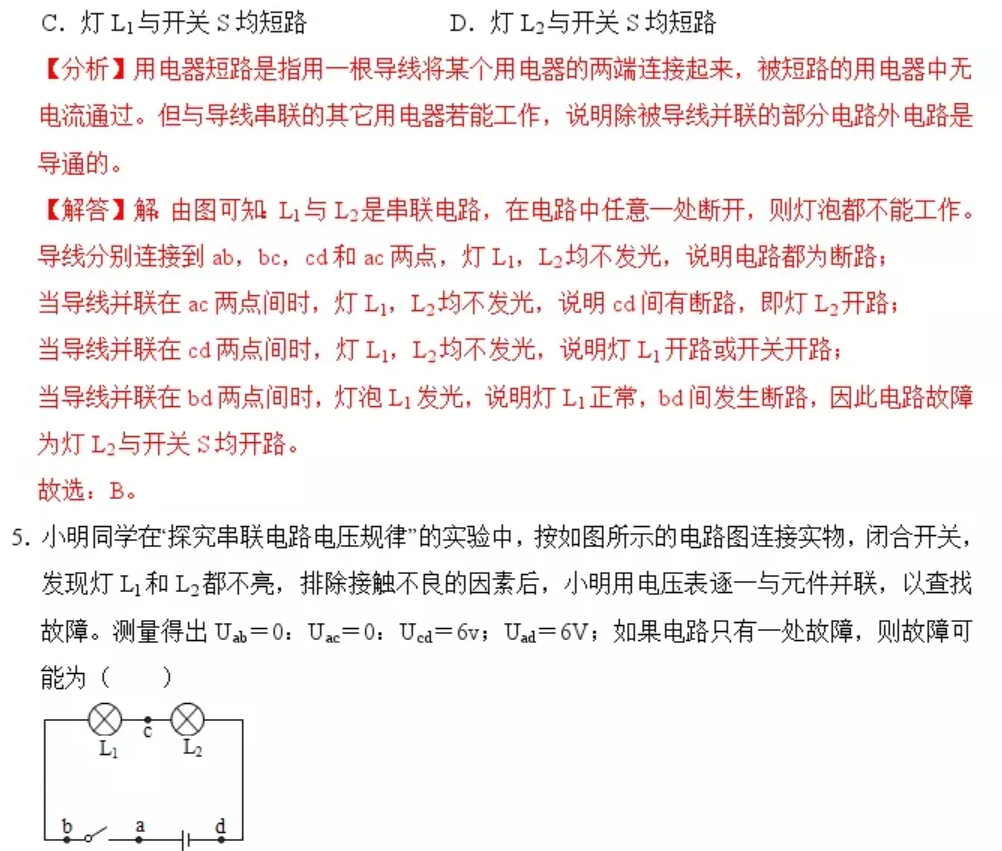 C．灯 L₁与开关 S 均短路 D．灯 L₂与开关 S 均短路
【分析】用电器短路是指用一根导线将某个用电器的两端连接起来，被短路的用电器中无
电流通过。但与导线串联的其它用电器若能工作，说明除被导线并联的部分电路外电路是
导通的。
【解答】解：由图可知：L₁与 L₂是串联电路，在电路中任意一处断开，则灯泡都不能工作。
导线分别连接到 ab，bc，cd 和 ac 两点，灯 L₁，L₂均不发光，说明电路都为断路；
当导线并联在 ac 两点间时，灯 L₁，L₂均不发光，说明 cd 间有断路，即灯 L₂开路；
当导线并联在 cd 两点间时，灯 L₁，L₂均不发光，说明灯 L₁开路或开关开路；
当导线并联在 bd 两点间时，灯泡 L₁发光，说明灯 L₁正常，bd 间发生断路，因此电路故障
为灯 L₂与开关 S 均开路。
故选：B。
5．小明同学在“探究串联电路电压规律”的实验中，按如图所示的电路图连接实物，闭合开关，
发现灯 L₁和 L₂都不亮，排除接触不良的因素后，小明用电压表逐一与元件并联，以查找
故障。测量得出 Uab＝0：Uac＝0：Ucd＝6v；Uad＝6V；如果电路只有一处故障，则故障可
能为（　　）
c
L₁ L₂
b a d